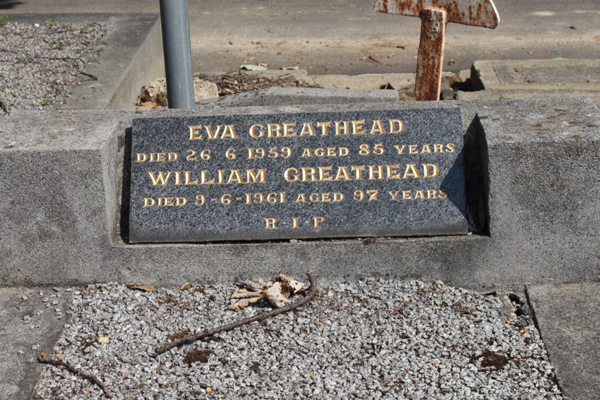 EVA GREATHEAD
DIED 26 6 1959 AGED 85 YEARS
WILLIAM GREATHEAD
DIED 9-6-1961 AGED 97 YEARS
R-I-P